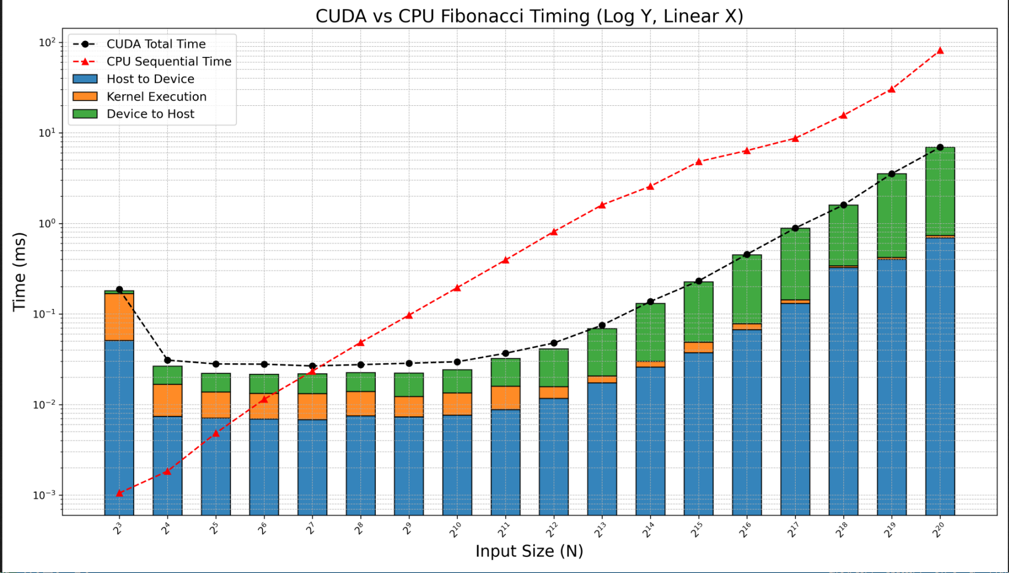 CUDA vs CPU Fibonacci Timing (Log Y, Linear X)
CUDA Total Time
CPU Sequential Time
Host to Device
Kernel Execution
Device to Host
Time (ms)
10²
10¹
10⁰
10⁻¹
10⁻²
10⁻³
2³ 2⁴ 2⁵ 2⁶ 2⁷ 2⁸ 2⁹ 2¹⁰ 2¹¹ 2¹² 2¹³ 2¹⁴ 2¹⁵ 2¹⁶ 2¹⁷ 2¹⁸ 2¹⁹ 2²⁰
Input Size (N)